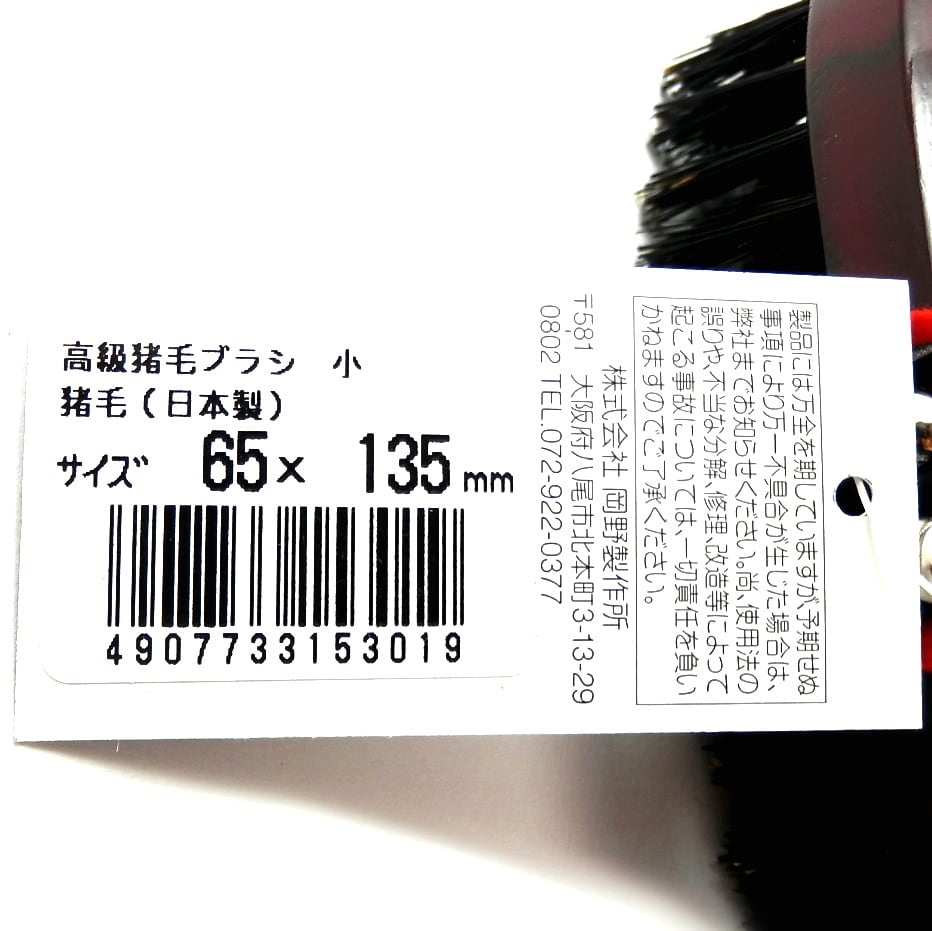 高級猪毛ブラシ 小
猪毛(日本製)
サイズ 65× 135mm
4907733153019
製品には万全を期していますが、予期せぬ
事項により万一不具合が生じた場合は、
弊社までお知らせください。尚、使用法の
誤りや、不当な分解、修理、改造等によって
起こる事故については、一切責任を負い
かねますのでご了承ください。
株式会社 岡野製作所
〒581 大阪府八尾市北本町3-13-29
0802 TEL.072-922-0377